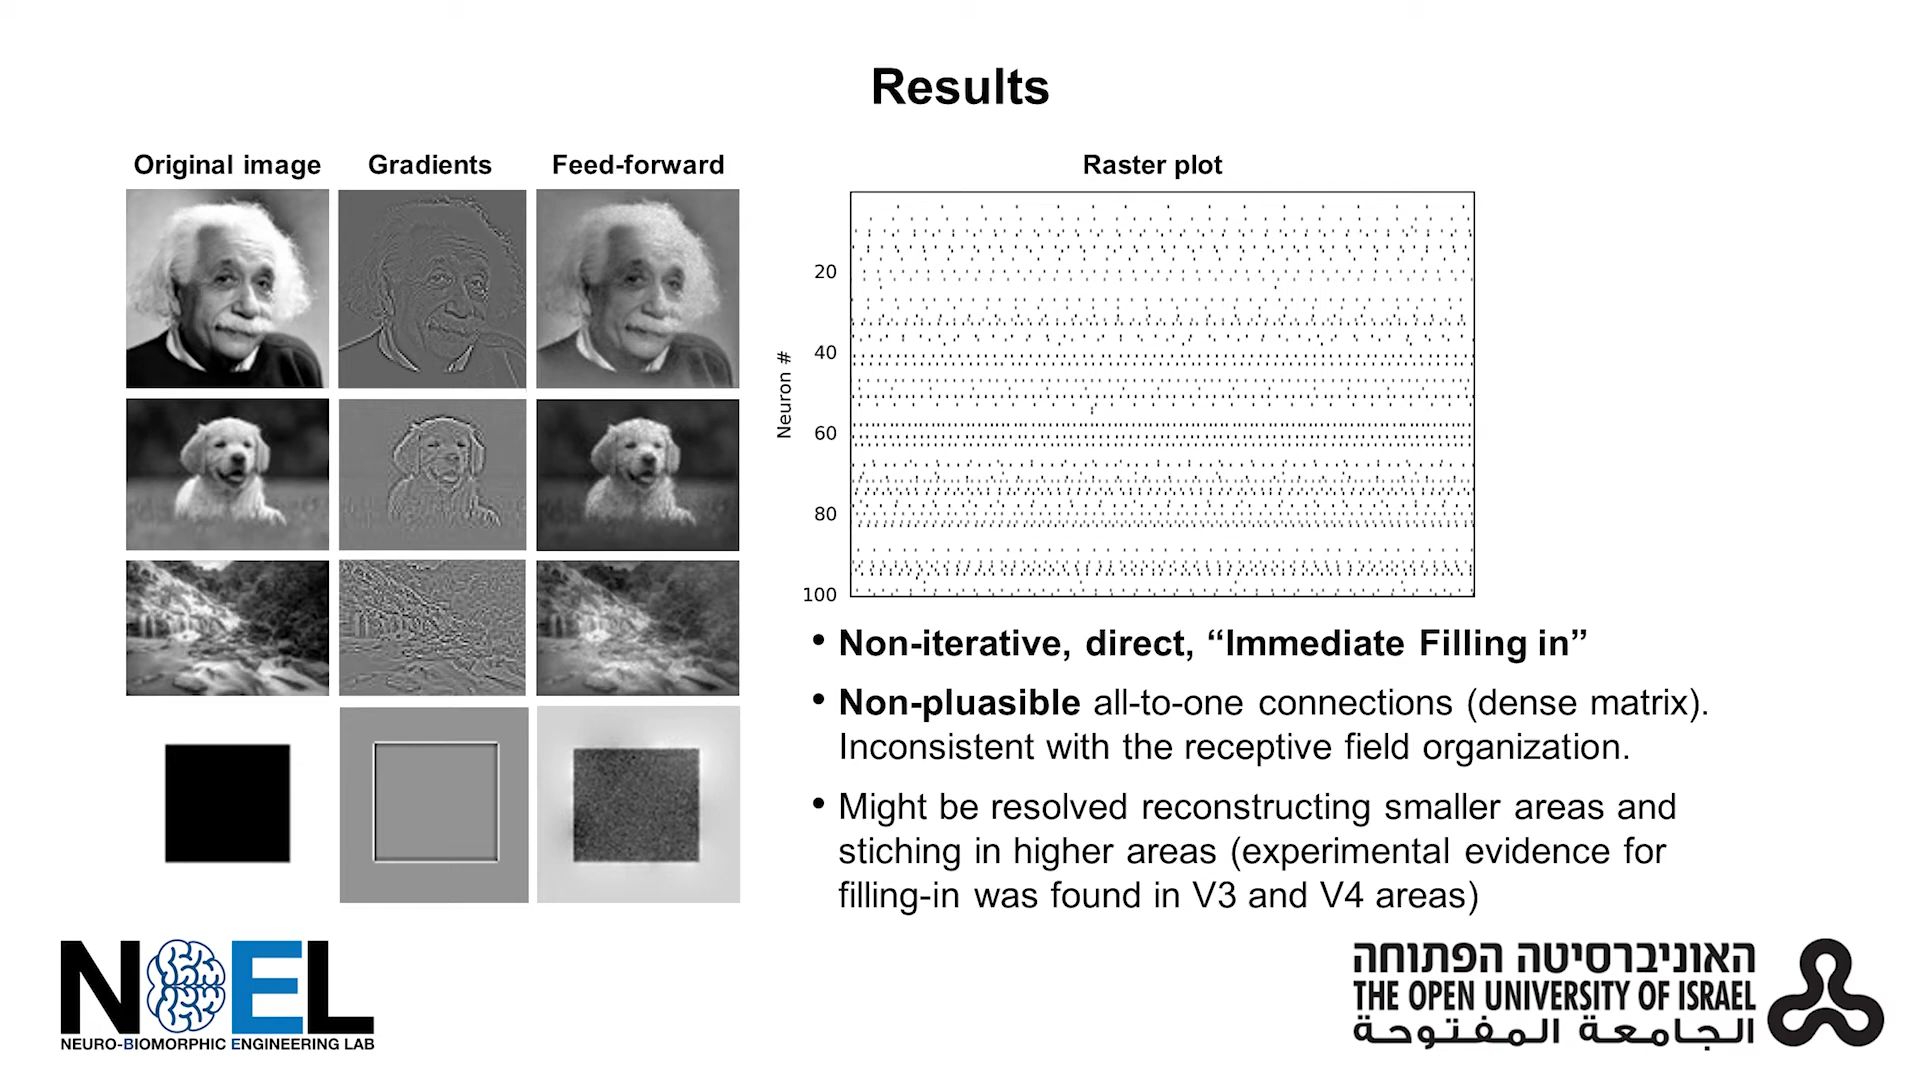 Results
Original image
Gradients
Feed-forward
Raster plot
Neuron #
20
40
60
80
100
• Non-iterative, direct, “Immediate Filling in”
• Non-pluasible all-to-one connections (dense matrix).
Inconsistent with the receptive field organization.
• Might be resolved reconstructing smaller areas and
stiching in higher areas (experimental evidence for
filling-in was found in V3 and V4 areas)
NOEL
NEURO-BIOMORPHIC ENGINEERING LAB
האוניברסיטה הפתוחה
THE OPEN UNIVERSITY OF ISRAEL
الجامعة المفتوحة